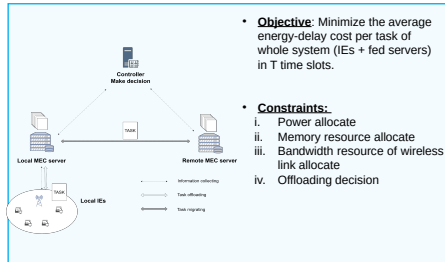 Controller
Make decision
TASK
Local MEC server
Remote MEC server
TASK
Local IEs
Information collecting
Task offloading
Task migrating
• Objective: Minimize the average
energy-delay cost per task of
whole system (IEs + fed servers)
in T time slots.
• Constraints:
i. Power allocate
ii. Memory resource allocate
iii. Bandwidth resource of wireless
link allocate
iv. Offloading decision